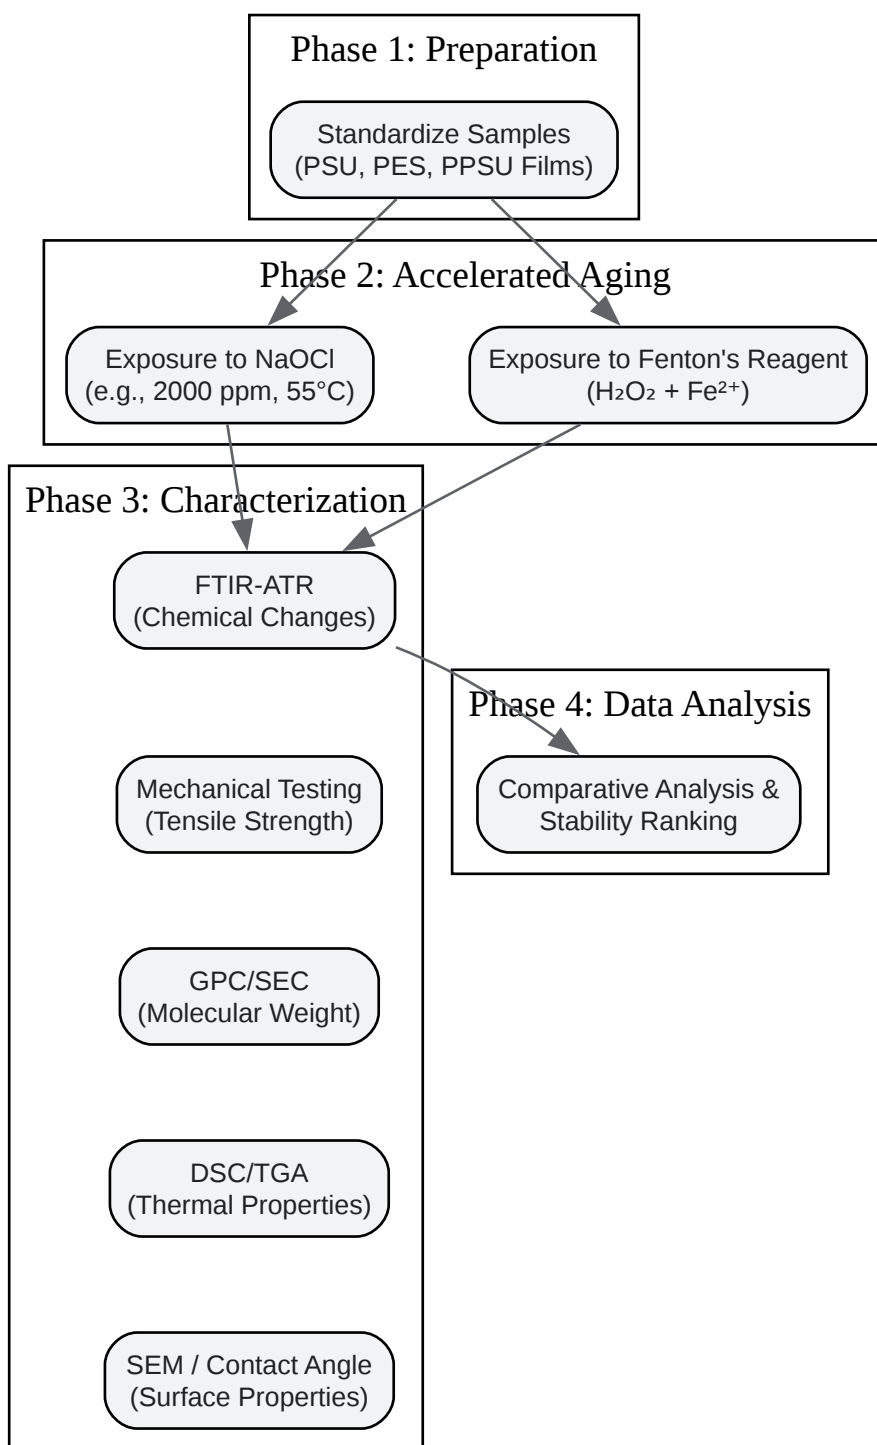 Phase 1: Preparation
Standardize Samples
(PSU, PES, PPSU Films)
Phase 2: Accelerated Aging
Exposure to NaOCl
(e.g., 2000 ppm, 55°C)
Exposure to Fenton's Reagent
(H₂O₂ + Fe²⁺)
Phase 3: Characterization
FTIR-ATR
(Chemical Changes)
Phase 4: Data Analysis
Mechanical Testing
(Tensile Strength)
Comparative Analysis &
Stability Ranking
GPC/SEC
(Molecular Weight)
DSC/TGA
(Thermal Properties)
SEM / Contact Angle
(Surface Properties)